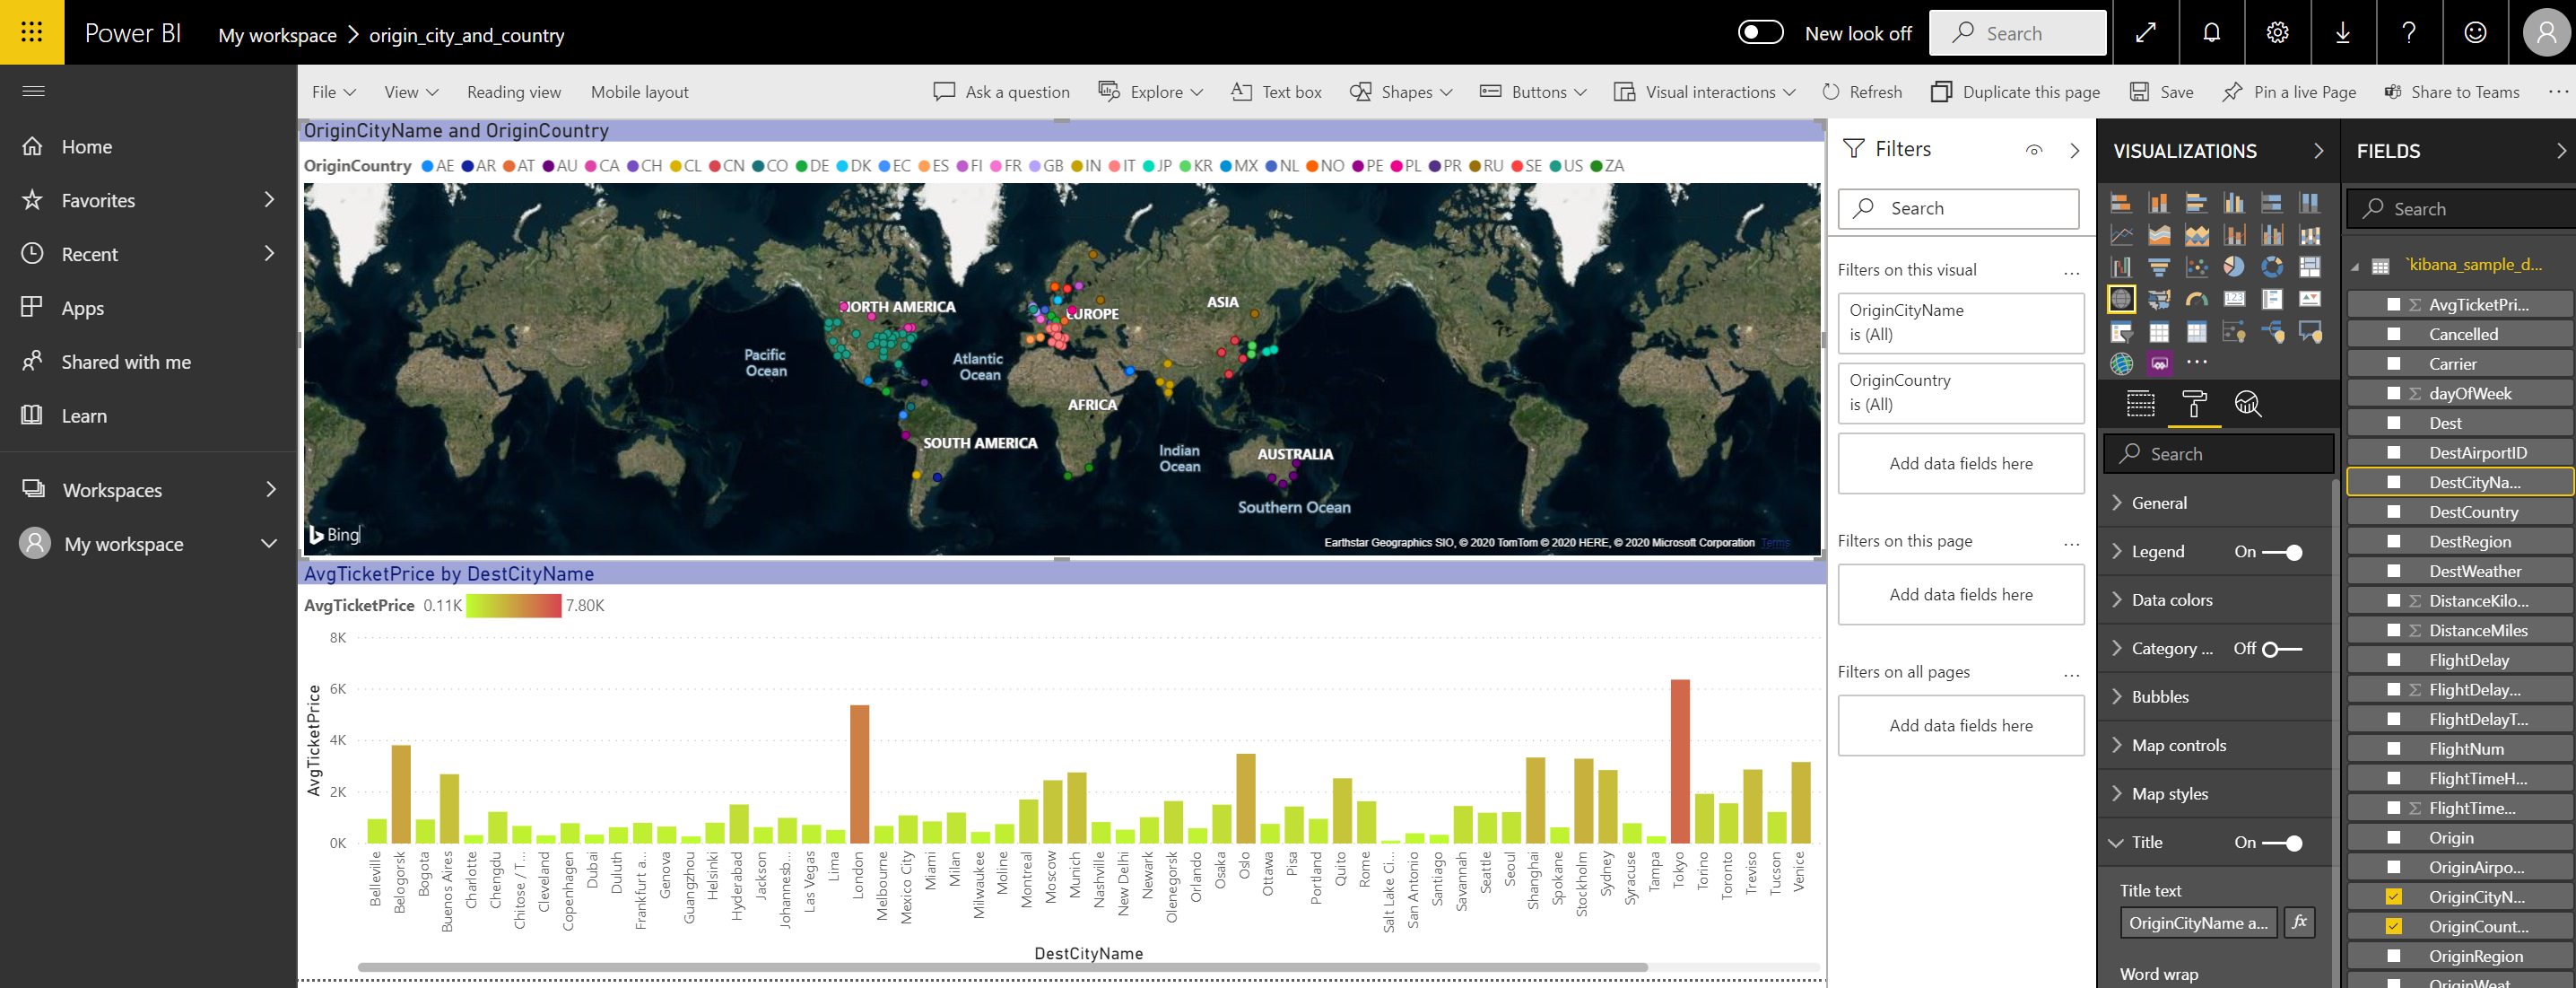 Power BI
My workspace > origin_city_and_country
New look off
Search
File
View
Reading view
Mobile layout
Ask a question
Explore
Text box
Shapes
Buttons
Visual interactions
Refresh
Duplicate this page
Save
Pin a live Page
Share to Teams
...
Home
Favorites
Recent
Apps
Shared with me
Learn
Workspaces
My workspace
OriginCityName and OriginCountry
OriginCountry AE AR AT AU CA CH CL CN CO DE DK EC ES FI FR GB IN IT JP KR MX NL NO PE PL PR RU SE US ZA
NORTH AMERICA
EUROPE
ASIA
Pacific
Ocean
Atlantic
Ocean
AFRICA
SOUTH AMERICA
Indian
Ocean
AUSTRALIA
Southern Ocean
Bing
Earthstar Geographics SIO, © 2020 TomTom © 2020 HERE, © 2020 Microsoft Corporation Terms
AvgTicketPrice by DestCityName
AvgTicketPrice 0.11K 7.80K
AvgTicketPrice
8K
6K
4K
2K
0K
Belleville
Belogorsk
Bogota
Buenos Aires
Charlotte
Chengdu
Chitose / T...
Cleveland
Copenhagen
Dubai
Duluth
Frankfurt a...
Genova
Guangzhou
Helsinki
Hyderabad
Jackson
Johannesb...
Las Vegas
Lima
London
Melbourne
Mexico City
Miami
Milan
Milwaukee
Moline
Montreal
Moscow
Munich
Nashville
New Delhi
Newark
Olenegorsk
Orlando
Osaka
Oslo
Ottawa
Pisa
Portland
Quito
Rome
Salt Lake Ci...
San Antonio
Santiago
Savannah
Seattle
Seoul
Shanghai
Spokane
Stockholm
Sydney
Syracuse
Tampa
Tokyo
Torino
Toronto
Treviso
Tucson
Venice
DestCityName
Filters
Search
Filters on this visual
...
OriginCityName
is (All)
OriginCountry
is (All)
Add data fields here
Filters on this page
...
Add data fields here
Filters on all pages
...
Add data fields here
VISUALIZATIONS
123
...
Search
General
Legend On
Data colors
Category ... Off
Bubbles
Map controls
Map styles
Title On
Title text
OriginCityName a... fx
Word wrap
FIELDS
Search
`kibana_sample_d...
Σ AvgTicketPri...
Cancelled
Carrier
Σ dayOfWeek
Dest
DestAirportID
DestCityNa...
DestCountry
DestRegion
DestWeather
Σ DistanceKilo...
Σ DistanceMiles
FlightDelay
Σ FlightDelay...
FlightDelayT...
FlightNum
FlightTimeH...
Σ FlightTime...
Origin
OriginAirpo...
OriginCityN...
OriginCount...
OriginRegion
OriginWeat...